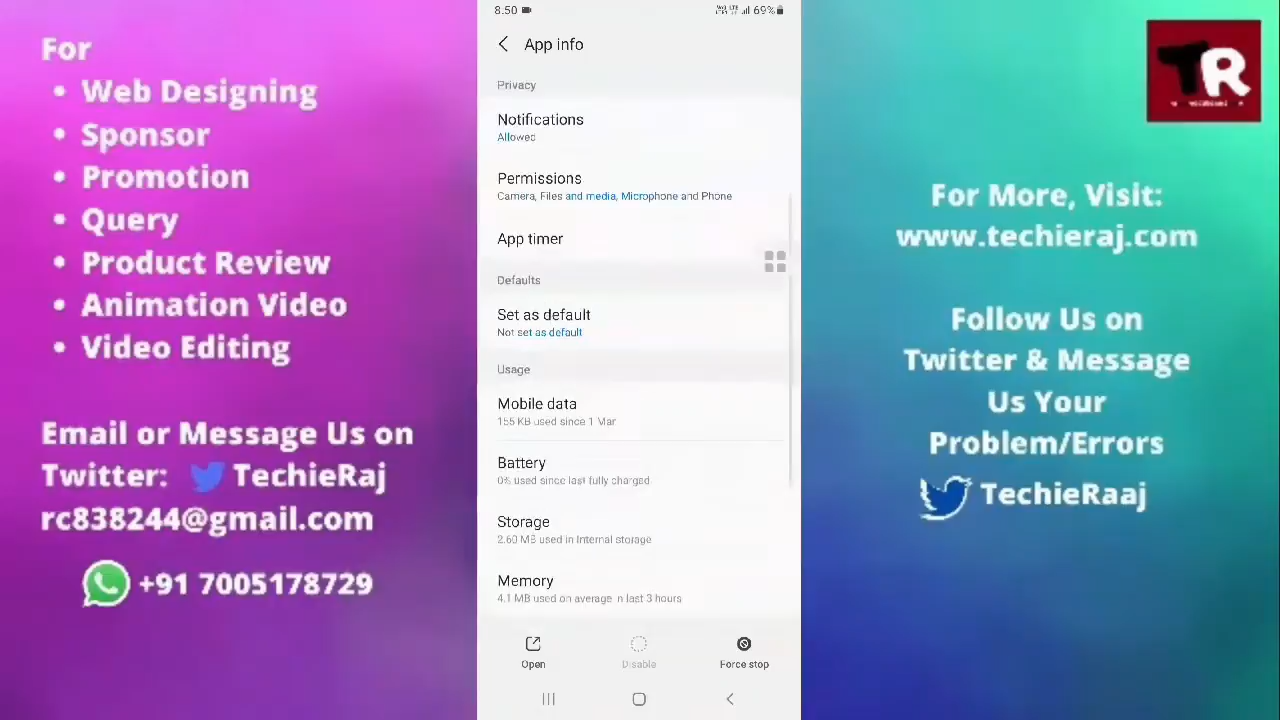 For
• Web Designing
• Sponsor
• Promotion
• Query
• Product Review
• Animation Video
• Video Editing
Email or Message Us on
Twitter: TechieRaj
rc838244@gmail.com
+91 7005178729
8:50
69%
App info
Privacy
Notifications
Allowed
Permissions
Camera, Files and media, Microphone and Phone
App timer
Defaults
Set as default
Not set as default
Usage
Mobile data
155 KB used since 1 Mar
Battery
0% used since last fully charged
Storage
2.60 MB used in Internal storage
Memory
4.1 MB used on average in last 3 hours
Open
Disable
Force stop
TR
For More, Visit:
www.techieraj.com
Follow Us on
Twitter & Message
Us Your
Problem/Errors
TechieRaaj